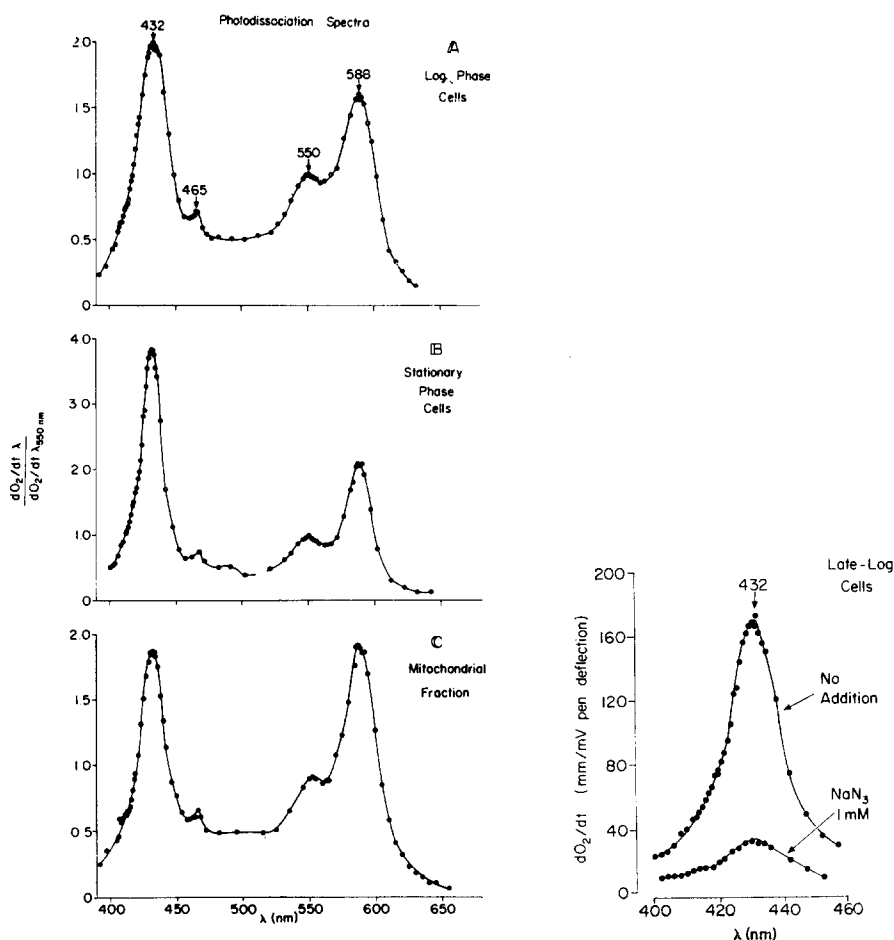 Photodissociation Spectra
A
Log. Phase
Cells
432
465
550
588
2.0
1.5
1.0
0.5
0
B
Stationary
Phase
Cells
4.0
3.0
2.0
1.0
0
C
Mitochondrial
Fraction
2.0
1.5
1.0
0.5
0
dO₂/dt λ
dO₂/dt λ550 nm
400 450 500 550 600 650
λ (nm)
Late-Log
Cells
432
No
Addition
NaN₃
1 mM
200
160
120
80
40
0
dO₂/dt (mm/mV pen deflection)
400 420 440 460
λ (nm)